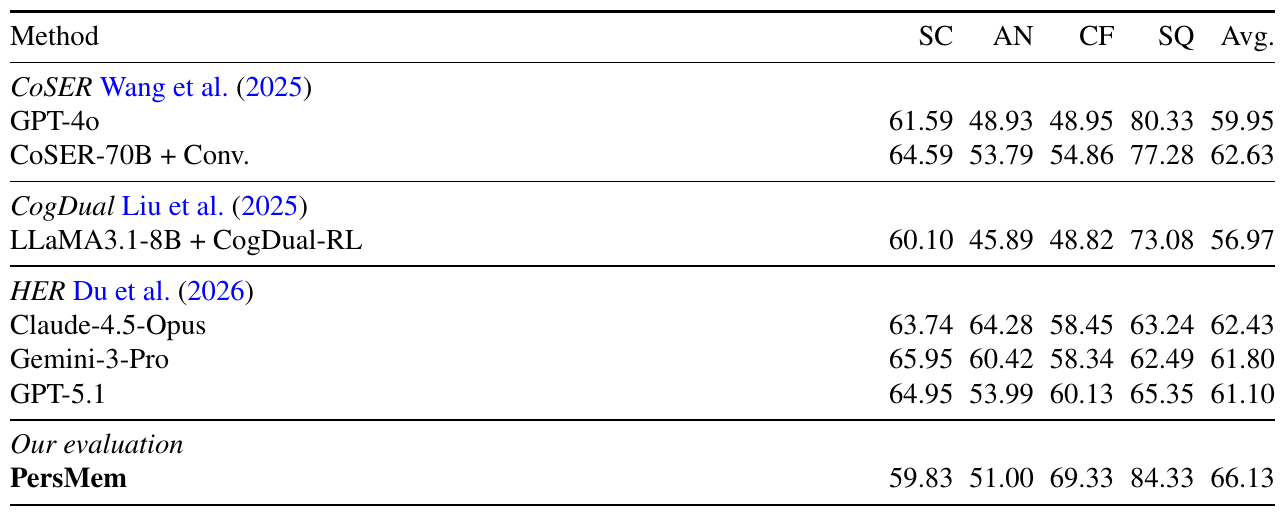 Method SC AN CF SQ Avg.
CoSER Wang et al. (2025)
GPT-4o 61.59 48.93 48.95 80.33 59.95
CoSER-70B + Conv. 64.59 53.79 54.86 77.28 62.63
CogDual Liu et al. (2025)
LLaMA3.1-8B + CogDual-RL 60.10 45.89 48.82 73.08 56.97
HER Du et al. (2026)
Claude-4.5-Opus 63.74 64.28 58.45 63.24 62.43
Gemini-3-Pro 65.95 60.42 58.34 62.49 61.80
GPT-5.1 64.95 53.99 60.13 65.35 61.10
Our evaluation
PersMem 59.83 51.00 69.33 84.33 66.13